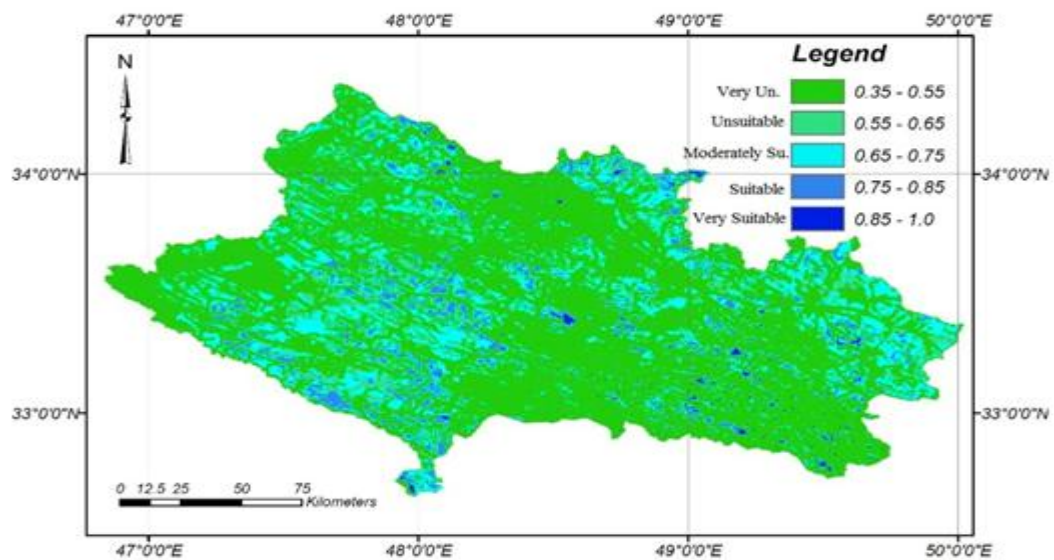 47°0'0"E 48°0'0"E 49°0'0"E 50°0'0"E
N
Legend
Very Un. 0.35 - 0.55
Unsuitable 0.55 - 0.65
Moderately Su. 0.65 - 0.75
Suitable 0.75 - 0.85
Very Suitable 0.85 - 1.0
34°0'0"N 34°0'0"N
33°0'0"N 33°0'0"N
0 12.5 25 50 75
Kilometers
47°0'0"E 48°0'0"E 49°0'0"E 50°0'0"E